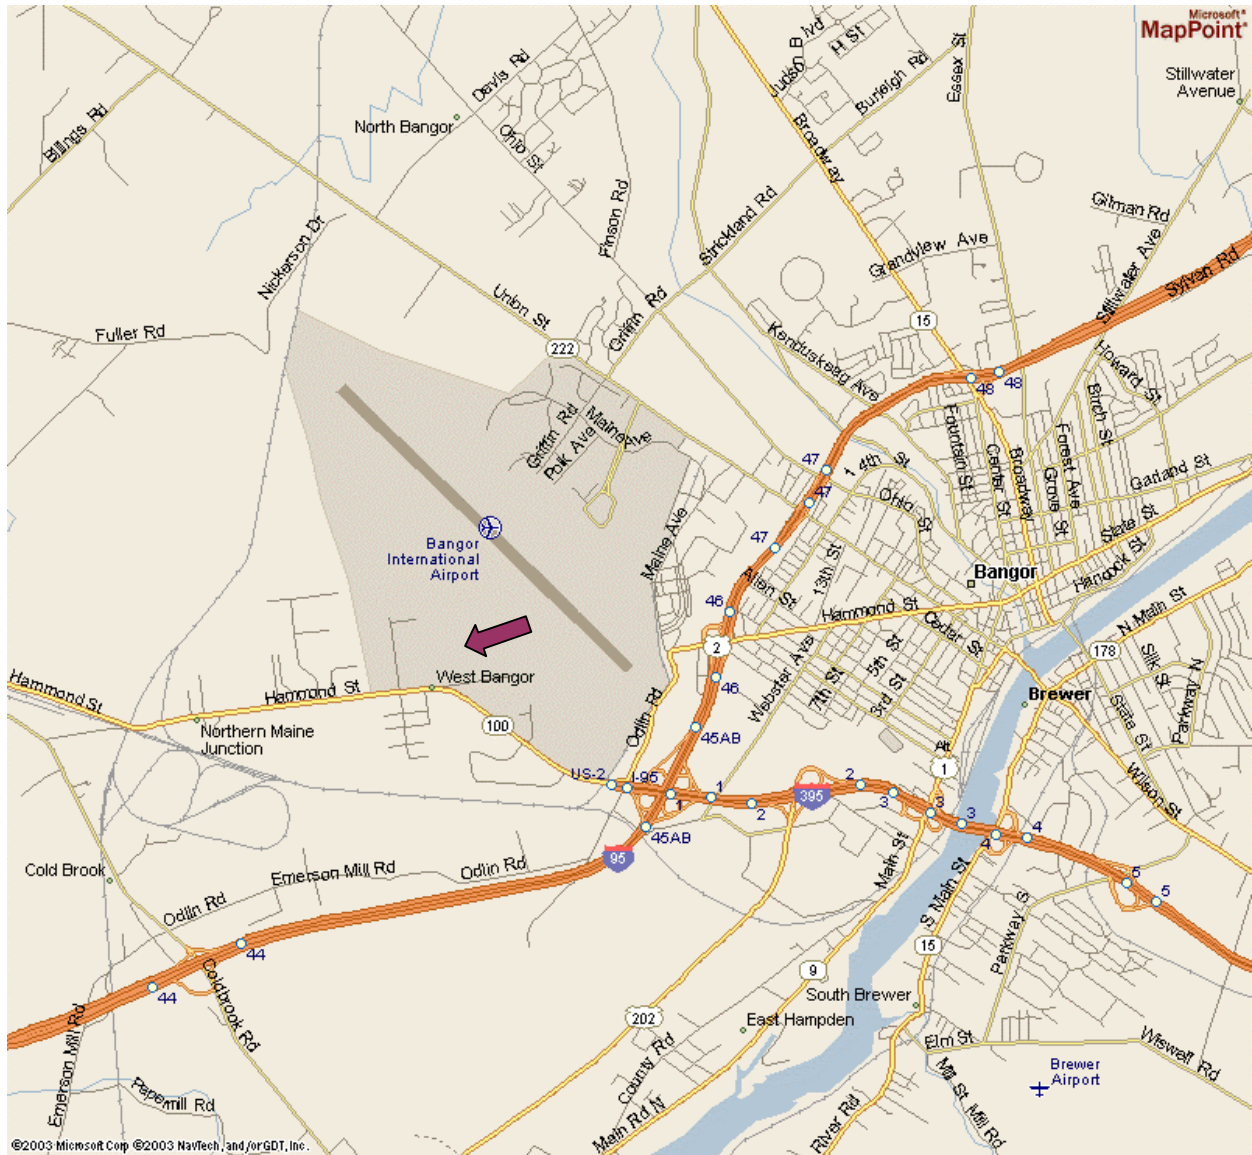 Microsoft®
MapPoint®
Judson Blvd
H St
Essex St
Stillwater
Avenue
Davis Rd
Burleigh Rd
Billings Rd
North Bangor
Ohio St
Broadway
Finson Rd
Gilman Rd
Strickland Rd
Nickerson Dr
Grandview Ave
Stillwater Ave
Sylvan Rd
Union St
Griffin Rd
15
Fuller Rd
222
Kenduskeag Ave
Howard St
48
48
Birch St
Griffin Rd
Maine Ave
Polk Ave
Fountain St
Center St
Broadway
Forest Ave
Grove St
47
14th St
Garland St
47
Ohio St
State St
Bangor
International
Airport
Maine Ave
47
13th St
Hancock St
Bangor
Allen St
46
Hammond St
Cedar St
N Main St
2
178
Webster Ave
5th St
7th St
3rd St
Silk St
Parkway N
Hammond St
Hammond St
West Bangor
46
Brewer
State St
Northern Maine
Junction
100
Odlin Rd
45AB
Alt
1
US-2
I-95
1
1
2
395
2
3
3
3
4
4
Wilson St
45AB
95
Cold Brook
Emerson Mill Rd
Odlin Rd
Main St
5
5
Odlin Rd
S Main St
Parkway S
44
44
Coldbrook Rd
15
9
South Brewer
202
East Hampden
Elm St
Wiswell Rd
Emerson Mill Rd
County Rd
Brewer
Airport
Papermill Rd
Main Rd N
River Rd
Mill St
Mill Rd
©2003 Microsoft Corp ©2003 NavTech, and/or GDT, Inc.